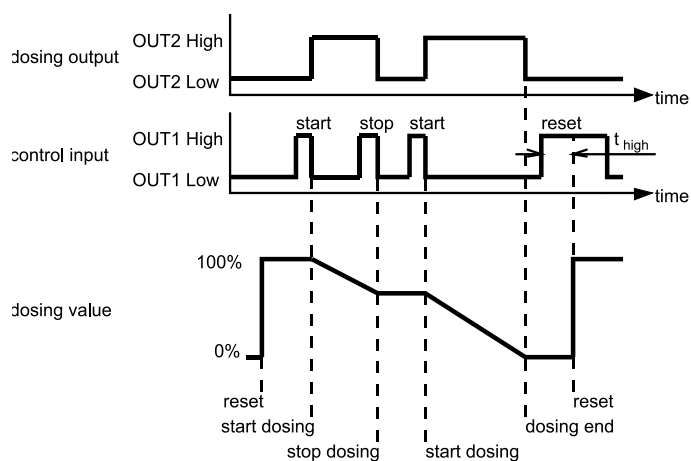 OUT2 High
dosing output
OUT2 Low
time
start stop start reset
OUT1 High
t high
control input
OUT1 Low
time
100%
dosing value
0%
reset reset
start dosing dosing end
stop dosing start dosing